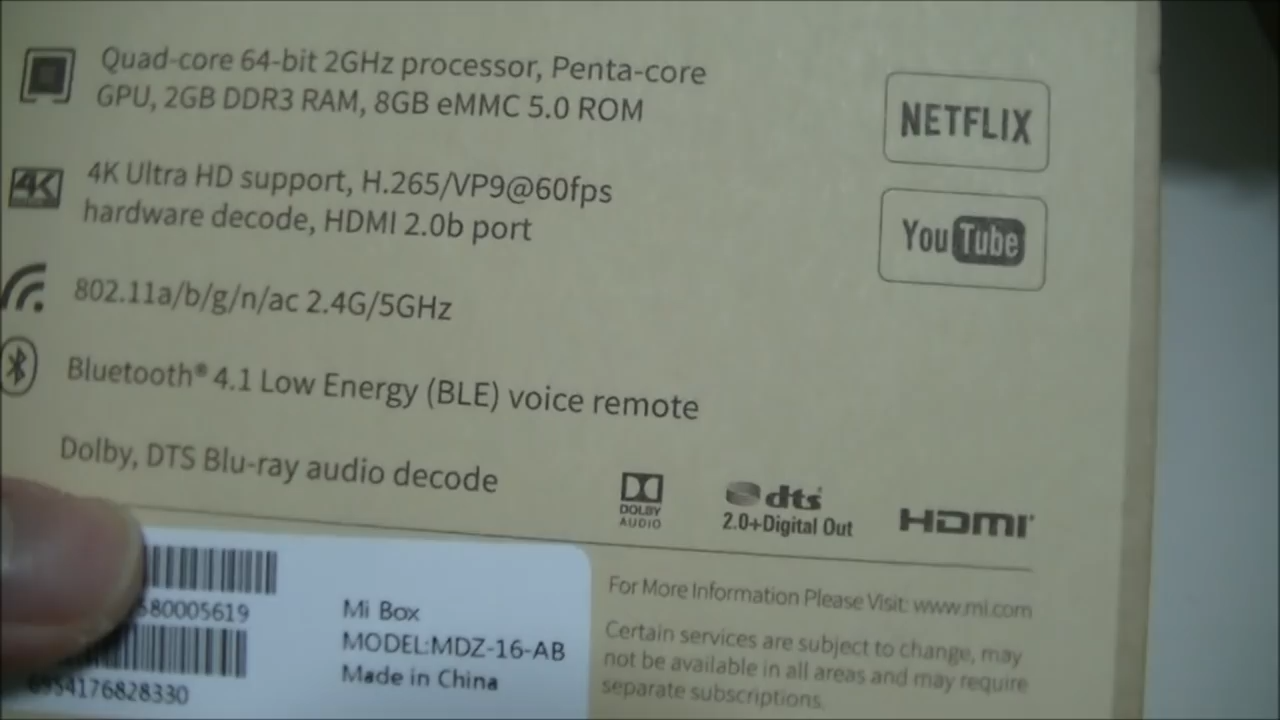 Quad-core 64-bit 2GHz processor, Penta-core
GPU, 2GB DDR3 RAM, 8GB eMMC 5.0 ROM
NETFLIX
4K
4K Ultra HD support, H.265/VP9@60fps
hardware decode, HDMI 2.0b port
YouTube
802.11a/b/g/n/ac 2.4G/5GHz
Bluetooth® 4.1 Low Energy (BLE) voice remote
Dolby, DTS Blu-ray audio decode
DOLBY
AUDIO
dts
2.0+Digital Out
HDMI
80005619
Mi Box
MODEL:MDZ-16-AB
Made in China
6954176828330
For More Information Please Visit: www.mi.com
Certain services are subject to change, may
not be available in all areas and may require
separate subscriptions.